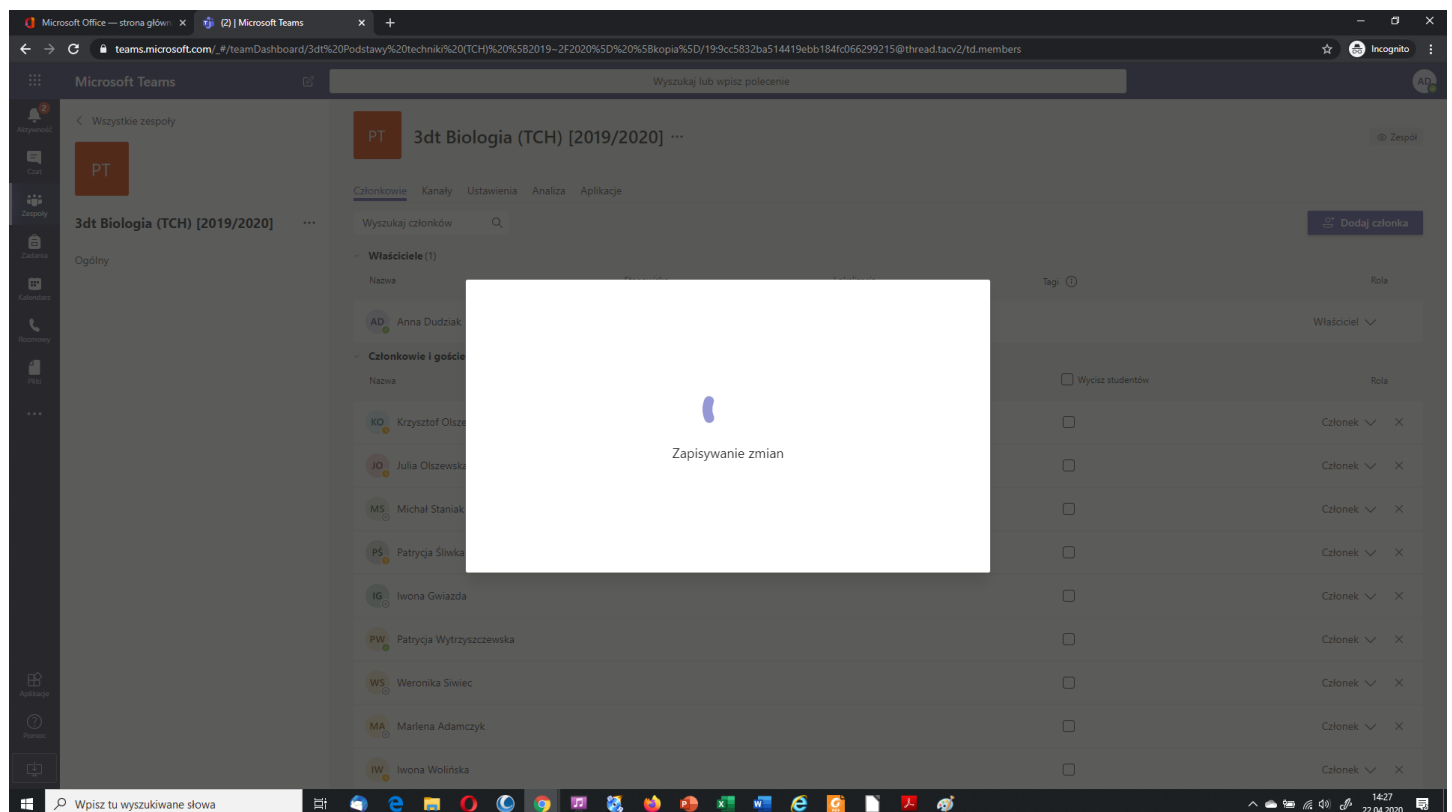 Microsoft Office — strona główn
(2) | Microsoft Teams
teams.microsoft.com/_#/teamDashboard/3dt%20Podstawy%20techniki%20(TCH)%20%5B2019~2F2020%5D%20%5Bkopia%5D/19:9cc5832ba514419ebb184fc066299215@thread.tacv2/td.members
Incognito
Microsoft Teams
Wyszukaj lub wpisz polecenie
AD
2
Aktywność
Czat
Zespoły
Zadania
Kalendarz
Rozmowy
Pliki
Aplikacje
Pomoc
Wszystkie zespoły
PT
3dt Biologia (TCH) [2019/2020]
Ogólny
PT
3dt Biologia (TCH) [2019/2020]
Zespół
Członkowie Kanały Ustawienia Analiza Aplikacje
Wyszukaj członków
Dodaj członka
Właściciele (1)
Nazwa Tagi Rola
AD Anna Dudziak Właściciel
Członkowie i goście
Nazwa Wycisz studentów Rola
KO Krzysztof Olsze Członek
JO Julia Olszewska Członek
MS Michał Staniak Członek
PŚ Patrycja Śliwka Członek
IG Iwona Gwiazda Członek
PW Patrycja Wytrzyszczewska Członek
WS Weronika Siwiec Członek
MA Marlena Adamczyk Członek
IW Iwona Wolińska Członek
Zapisywanie zmian
Wpisz tu wyszukiwane słowa
14:27
22.04.2020